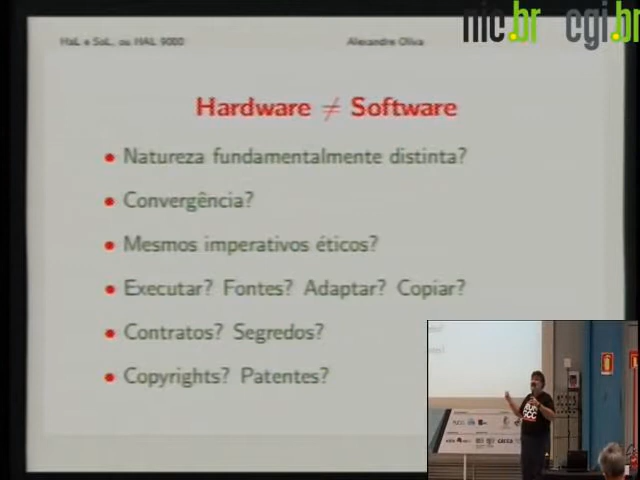 HaL e SoL, ou HAL 9000
Alexandre Oliva
nic.br cgi.br
Hardware ≠ Software
• Natureza fundamentalmente distinta?
• Convergência?
• Mesmos imperativos éticos?
• Executar? Fontes? Adaptar? Copiar?
• Contratos? Segredos?
• Copyrights? Patentes?